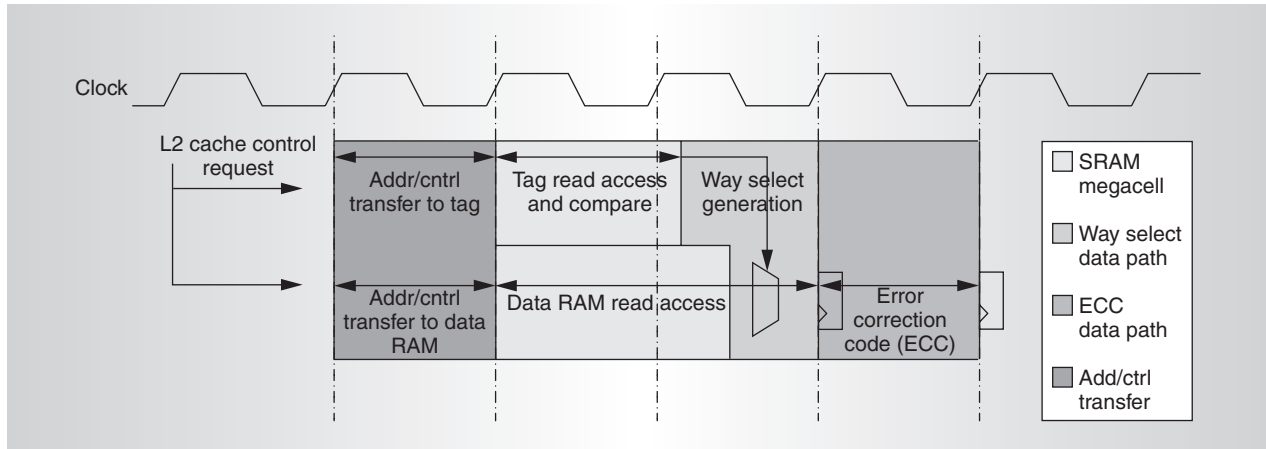 Clock
L2 cache control
request
Addr/cntrl
transfer to tag
Tag read access
and compare
Way select
generation
Addr/cntrl
transfer to data
RAM
Data RAM read access
Error
correction
code (ECC)
SRAM
megacell
Way select
data path
ECC
data path
Add/ctrl
transfer